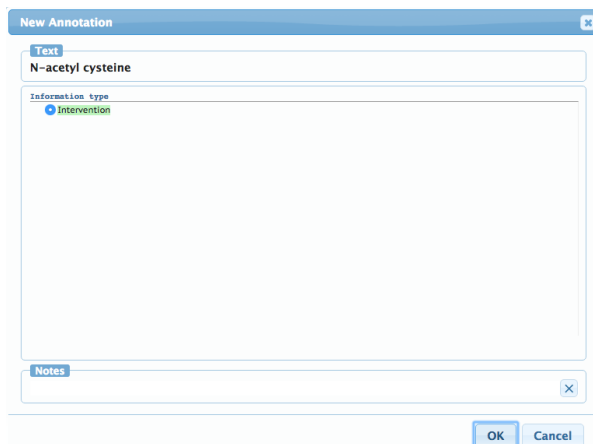 New Annotation
Text
N-acetyl cysteine
Information type
Intervention
Notes
OK Cancel